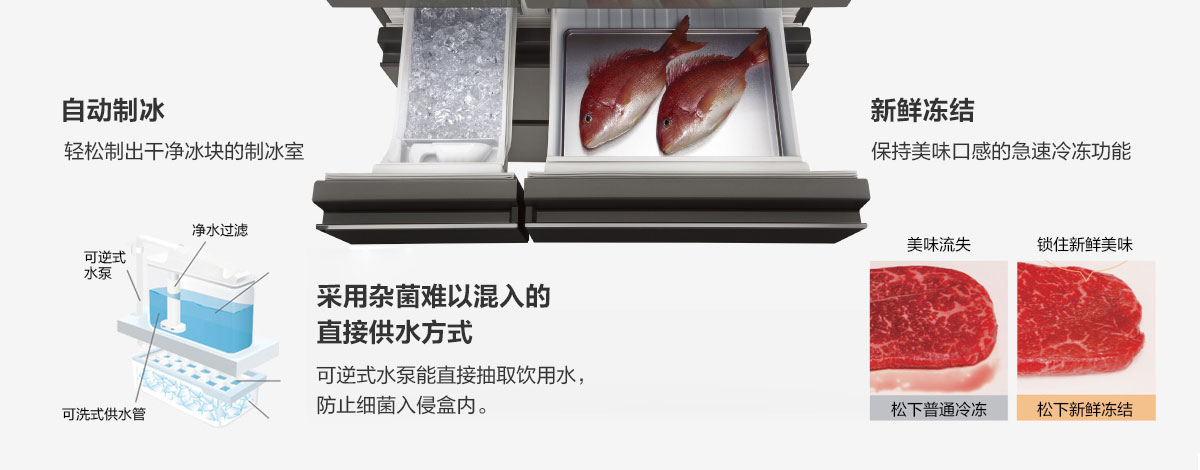 自动制冰
轻松制出干净冰块的制冰室
新鲜冻结
保持美味口感的急速冷冻功能
净水过滤
可逆式
水泵
可洗式供水管
采用杂菌难以混入的
直接供水方式
可逆式水泵能直接抽取饮用水，
防止细菌入侵盒内。
美味流失
锁住新鲜美味
松下普通冷冻
松下新鲜冻结